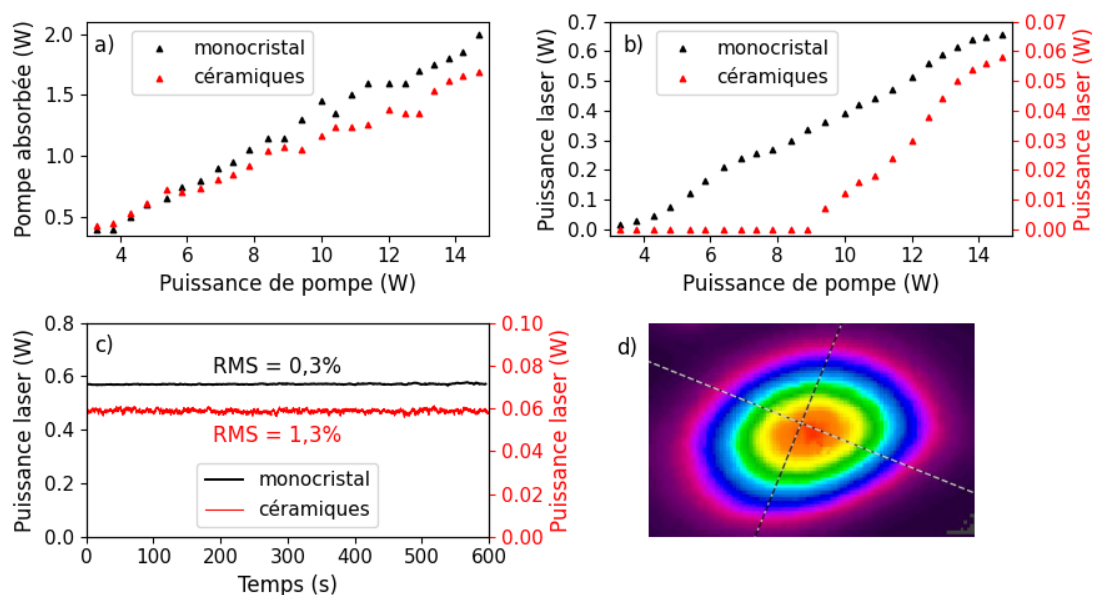 a)
monocristal
céramiques
Pompe absorbée (W)
2.0
1.5
1.0
0.5
4 6 8 10 12 14
Puissance de pompe (W)
b)
monocristal
céramiques
Puissance laser (W)
0.7
0.6
0.5
0.4
0.3
0.2
0.1
0.0
0.07
0.06
0.05
0.04
0.03
0.02
0.01
0.00
Puissance laser (W)
4 6 8 10 12 14
Puissance de pompe (W)
c)
RMS = 0,3%
RMS = 1,3%
monocristal
céramiques
Puissance laser (W)
0.8
0.6
0.4
0.2
0.0
0.10
0.08
0.06
0.04
0.02
0.00
Puissance laser (W)
0 100 200 300 400 500 600
Temps (s)
d)